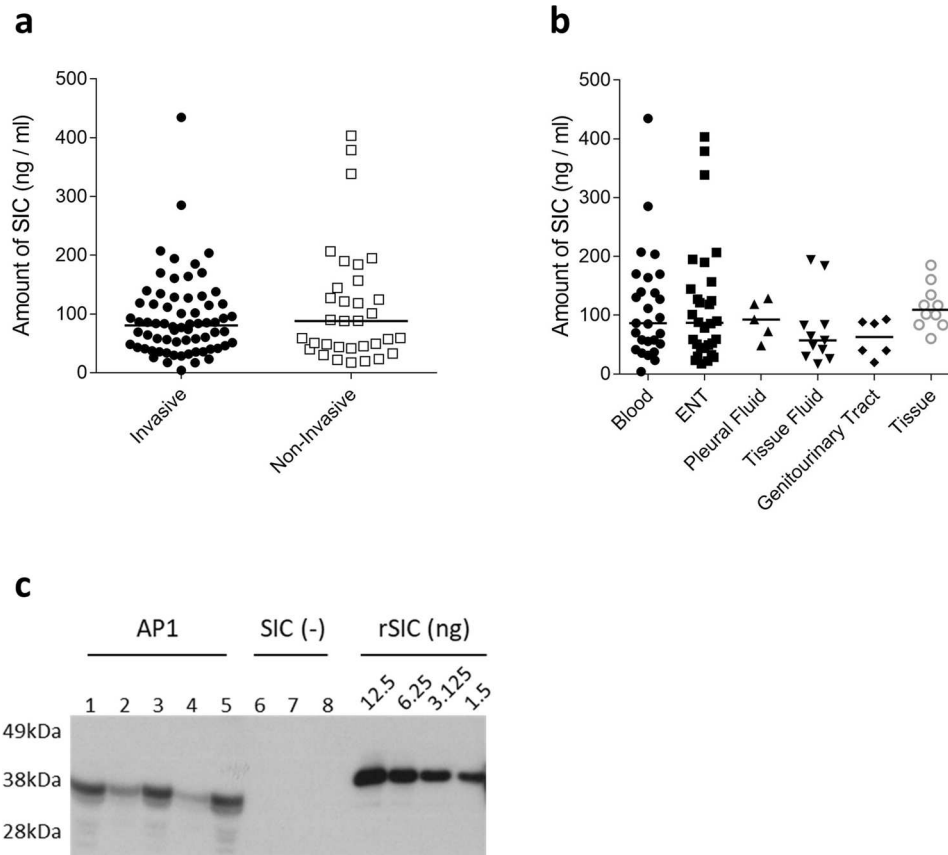 a
Amount of SIC (ng / ml)
500
400
300
200
100
0
Invasive
Non-Invasive
b
Amount of SIC (ng / ml)
500
400
300
200
100
0
Blood
ENT
Pleural Fluid
Tissue Fluid
Genitourinary Tract
Tissue
c
AP1 SIC (-) rSIC (ng)
1 2 3 4 5 6 7 8 12.5 6.25 3.125 1.5
49kDa
38kDa
28kDa